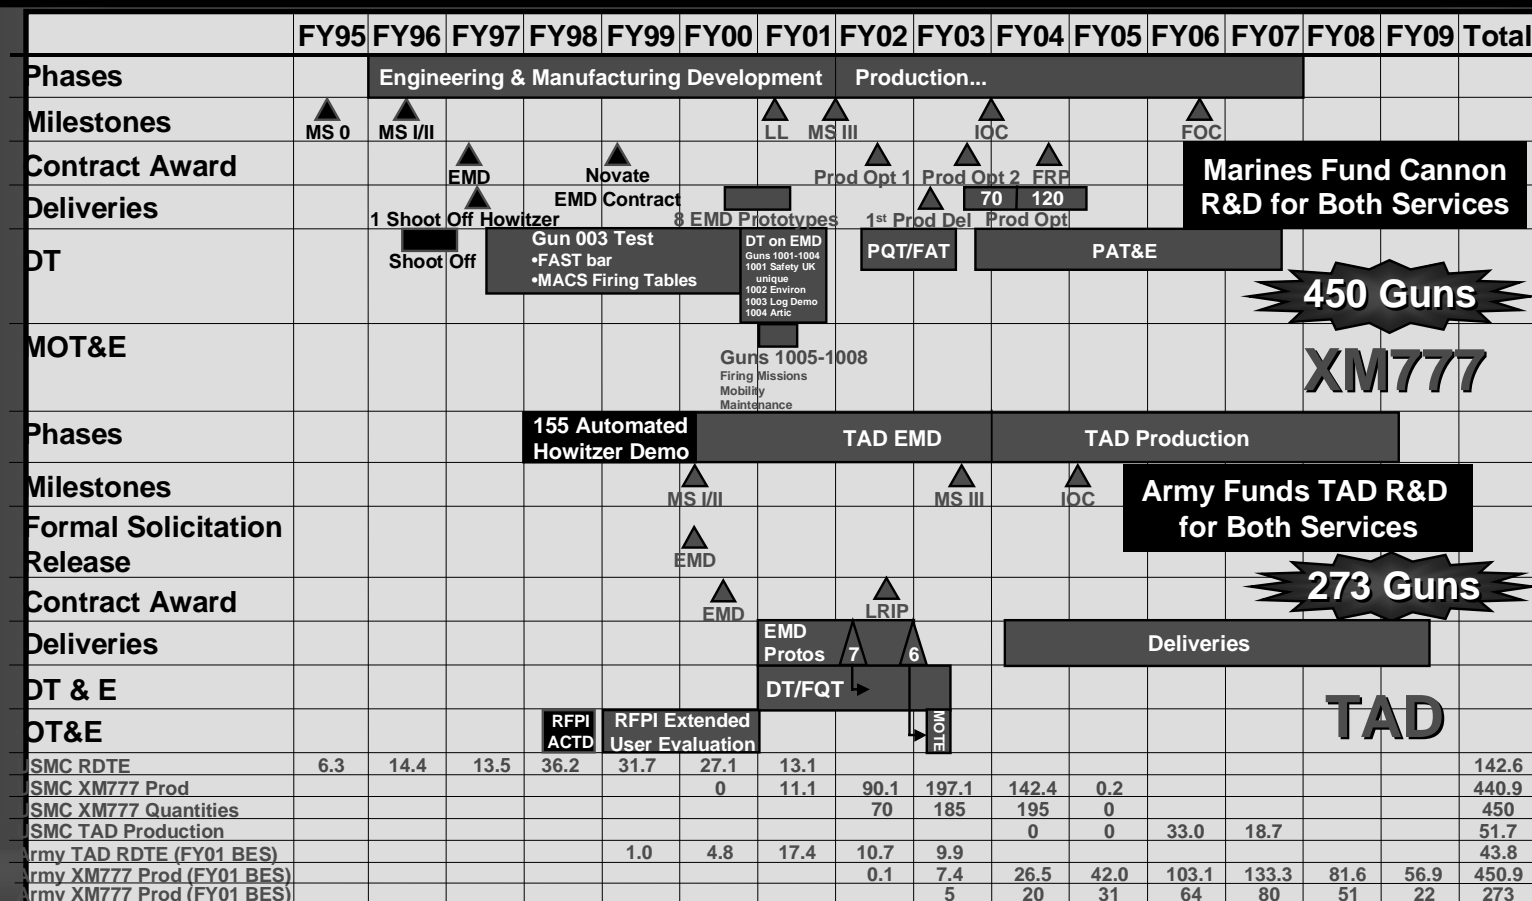 FY95 FY96 FY97 FY98 FY99 FY00 FY01 FY02 FY03 FY04 FY05 FY06 FY07 FY08 FY09 Total
Phases Engineering & Manufacturing Development Production...
Milestones
MS 0 MS I/II LL MS III IOC FOC
Contract Award
EMD Novate Prod Opt 1 Prod Opt 2 FRP
EMD Contract
Marines Fund Cannon
R&D for Both Services
Deliveries 70 120
1 Shoot Off Howitzer 8 EMD Prototypes 1st Prod Del Prod Opt
DT
Shoot Off
Gun 003 Test
•FAST bar
•MACS Firing Tables
DT on EMD
Guns 1001-1004
1001 Safety UK
unique
1002 Environ
1003 Log Demo
1004 Artic
PQT/FAT PAT&E
450 Guns
MOT&E
Guns 1005-1008
Firing Missions
Mobility
Maintenance
XM777
Phases
155 Automated
Howitzer Demo
TAD EMD TAD Production
Milestones
MS I/II MS III IOC
Army Funds TAD R&D
for Both Services
Formal Solicitation
Release
EMD
273 Guns
Contract Award
EMD LRIP
Deliveries
EMD
Protos 7 6
Deliveries
DT & E
DT/FQT
TAD
OT&E
RFPI
ACTD
RFPI Extended
User Evaluation
MOTE
USMC RDTE 6.3 14.4 13.5 36.2 31.7 27.1 13.1 142.6
USMC XM777 Prod 0 11.1 90.1 197.1 142.4 0.2 440.9
USMC XM777 Quantities 70 185 195 0 450
USMC TAD Production 0 0 33.0 18.7 51.7
Army TAD RDTE (FY01 BES) 1.0 4.8 17.4 10.7 9.9 43.8
Army XM777 Prod (FY01 BES) 0.1 7.4 26.5 42.0 103.1 133.3 81.6 56.9 450.9
Army XM777 Prod (FY01 BES) 5 20 31 64 80 51 22 273